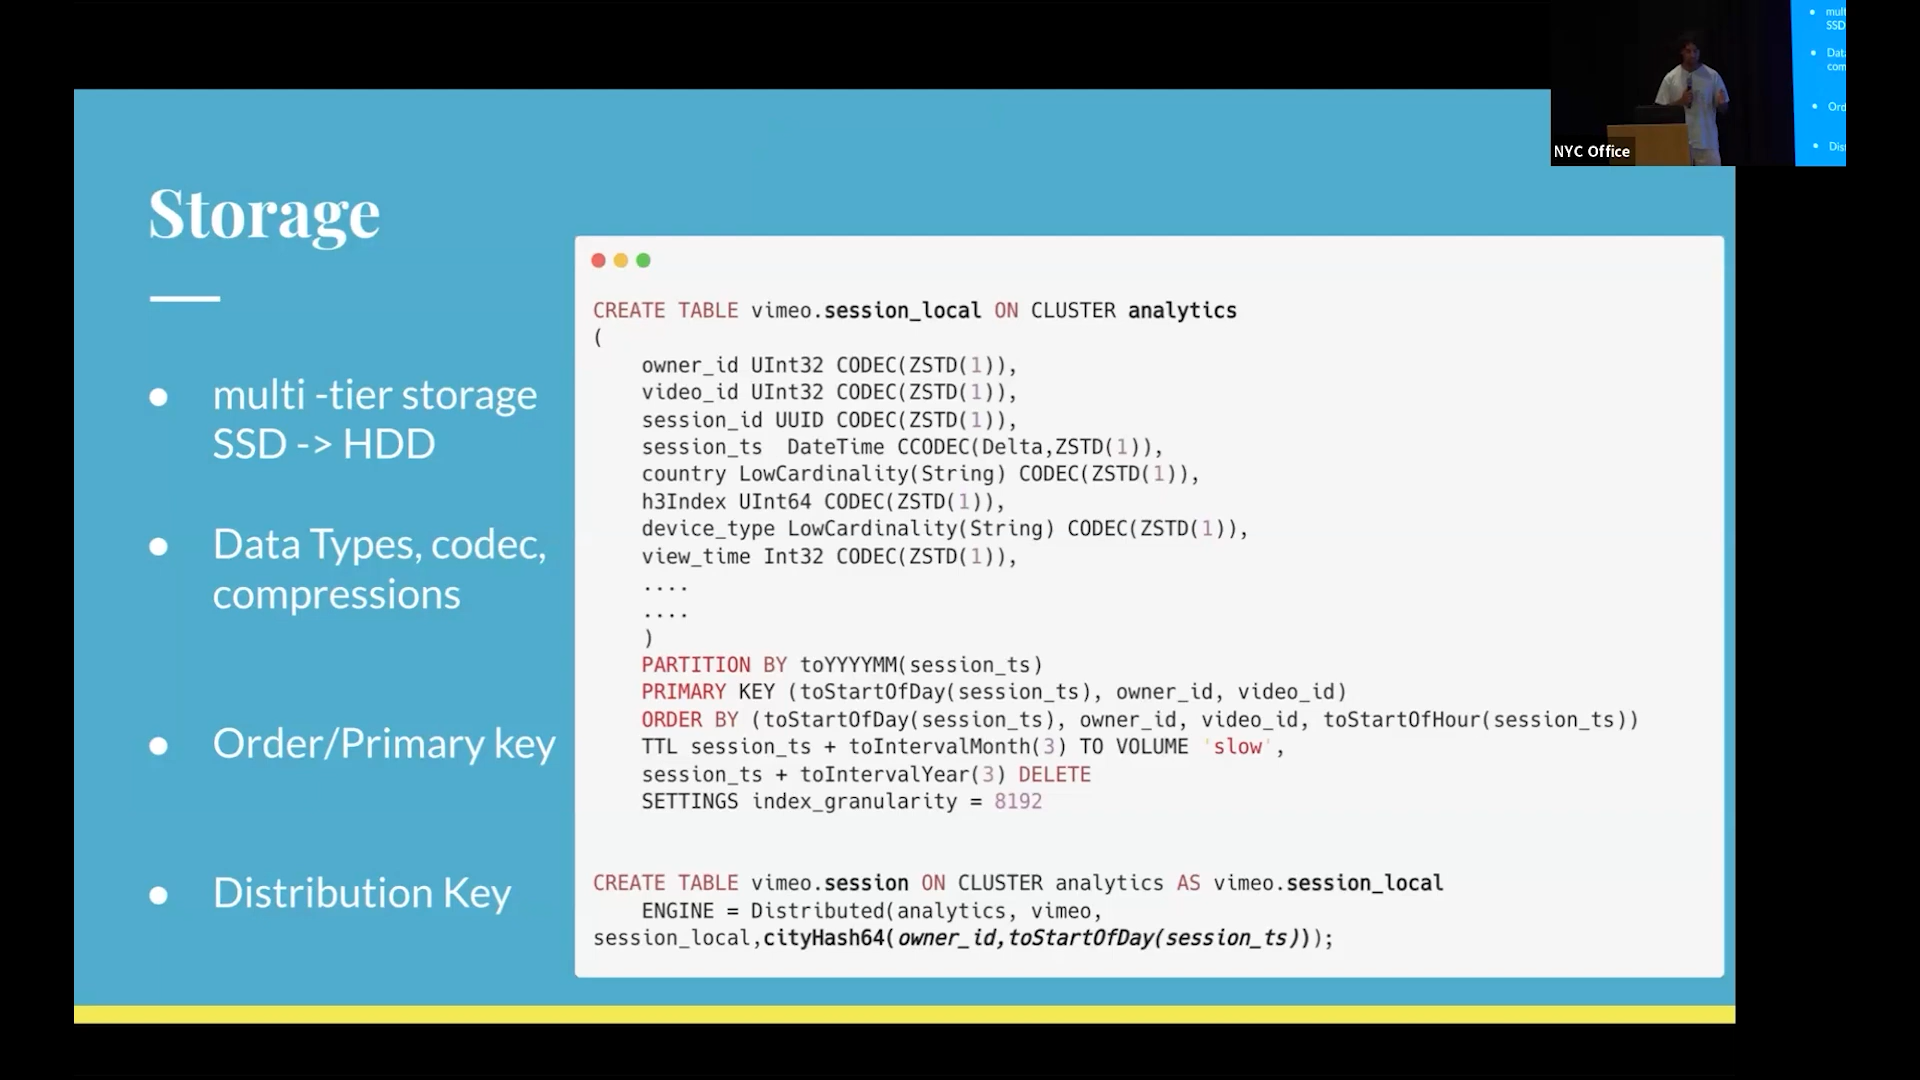 mult
SSD
Data
com
Ord
Dis
NYC Office
Storage
multi -tier storage
SSD -> HDD
Data Types, codec,
compressions
Order/Primary key
Distribution Key
CREATE TABLE vimeo.session_local ON CLUSTER analytics
(
owner_id UInt32 CODEC(ZSTD(1)),
video_id UInt32 CODEC(ZSTD(1)),
session_id UUID CODEC(ZSTD(1)),
session_ts  DateTime CCODEC(Delta,ZSTD(1)),
country LowCardinality(String) CODEC(ZSTD(1)),
h3Index UInt64 CODEC(ZSTD(1)),
device_type LowCardinality(String) CODEC(ZSTD(1)),
view_time Int32 CODEC(ZSTD(1)),
....
....
)
PARTITION BY toYYYYMM(session_ts)
PRIMARY KEY (toStartOfDay(session_ts), owner_id, video_id)
ORDER BY (toStartOfDay(session_ts), owner_id, video_id, toStartOfHour(session_ts))
TTL session_ts + toIntervalMonth(3) TO VOLUME 'slow',
session_ts + toIntervalYear(3) DELETE
SETTINGS index_granularity = 8192
CREATE TABLE vimeo.session ON CLUSTER analytics AS vimeo.session_local
ENGINE = Distributed(analytics, vimeo,
session_local,cityHash64(owner_id,toStartOfDay(session_ts)));